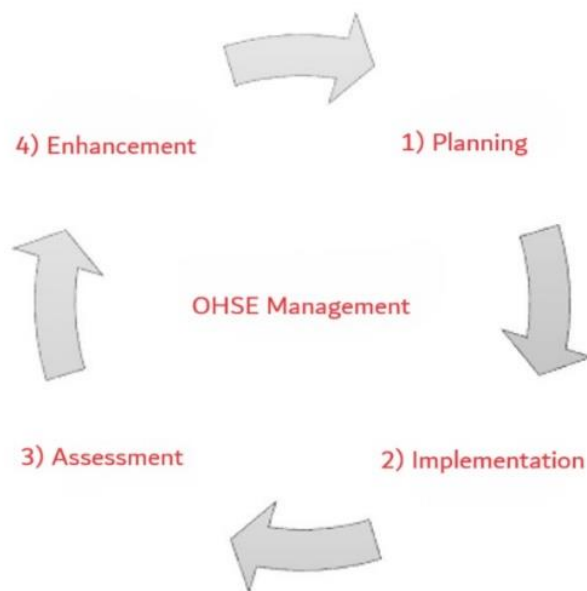 4) Enhancement
1) Planning
OHSE Management
3) Assessment
2) Implementation